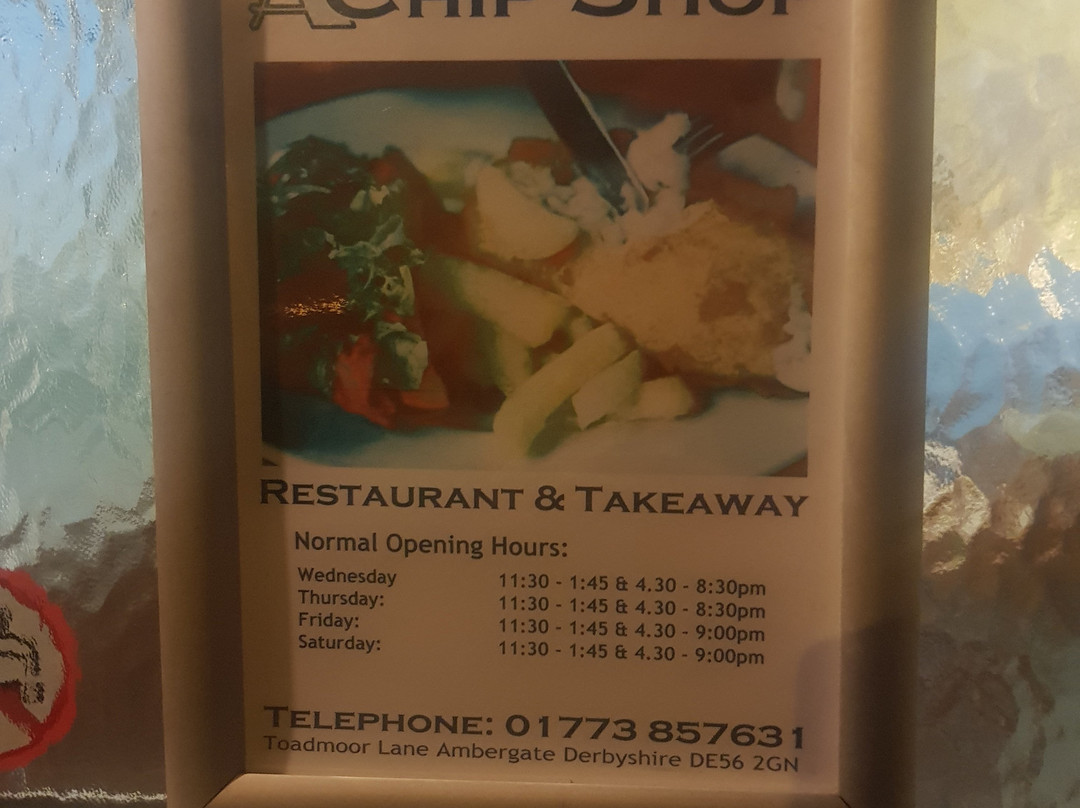 CHIP SHOP
RESTAURANT & TAKEAWAY
Normal Opening Hours:
Wednesday 11:30 - 1:45 & 4.30 - 8:30pm
Thursday: 11:30 - 1:45 & 4.30 - 8:30pm
Friday: 11:30 - 1:45 & 4.30 - 9:00pm
Saturday: 11:30 - 1:45 & 4.30 - 9:00pm
TELEPHONE: 01773 857631
Toadmoor Lane Ambergate Derbyshire DE56 2GN